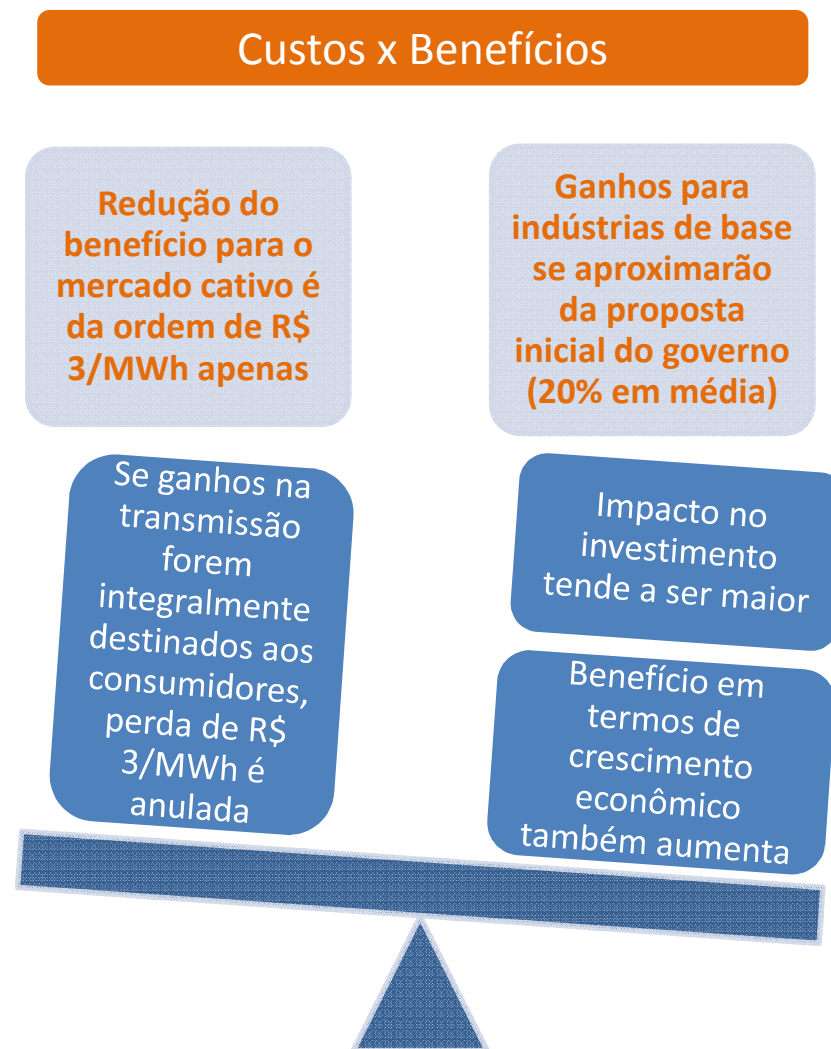 Custos x Benefícios
Redução do
benefício para o
mercado cativo é
da ordem de R$
3/MWh apenas
Ganhos para
indústrias de base
se aproximarão
da proposta
inicial do governo
(20% em média)
Se ganhos na
transmissão
forem
integralmente
destinados aos
consumidores,
perda de R$
3/MWh é
anulada
Impacto no
investimento
tende a ser maior
Benefício em
termos de
crescimento
econômico
também aumenta